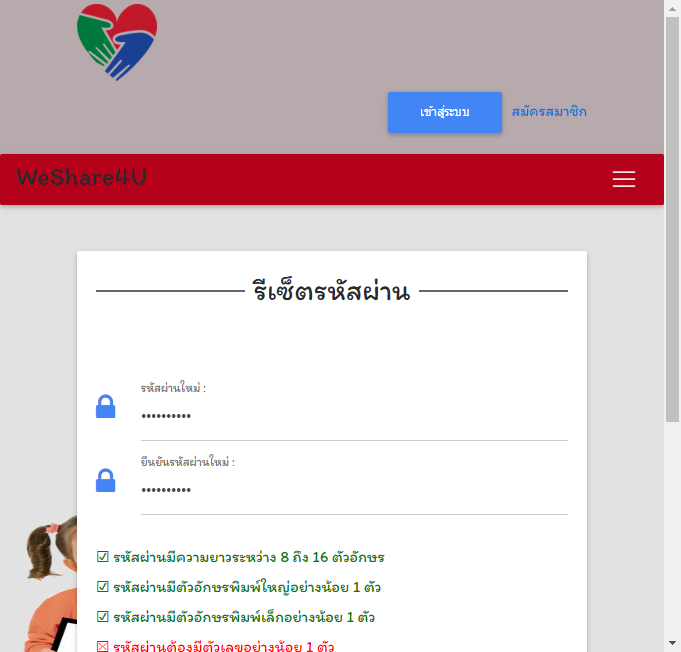 เข้าสู่ระบบ สมัครสมาชิก
WeShare4U
รีเซ็ตรหัสผ่าน
รหัสผ่านใหม่ :
••••••••••
ยืนยันรหัสผ่านใหม่ :
••••••••••
☑ รหัสผ่านมีความยาวระหว่าง 8 ถึง 16 ตัวอักษร
☑ รหัสผ่านมีตัวอักษรพิมพ์ใหญ่อย่างน้อย 1 ตัว
☑ รหัสผ่านมีตัวอักษรพิมพ์เล็กอย่างน้อย 1 ตัว
☒ รหัสผ่านต้องมีตัวเลขอย่างน้อย 1 ตัว